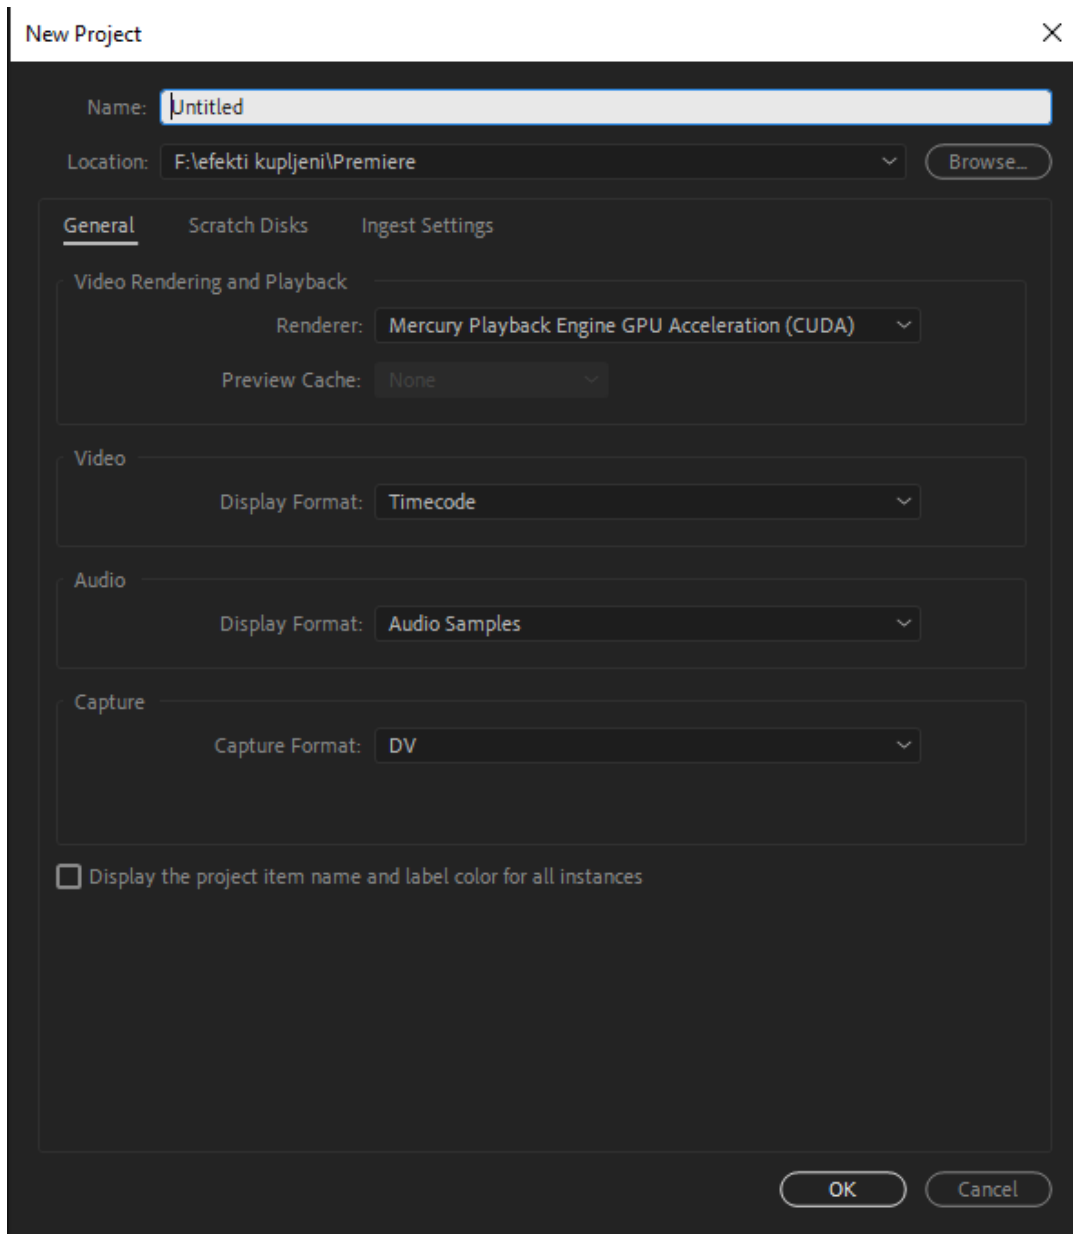 New Project
Name: Untitled
Location: F:\efekti kupljeni\Premiere Browse...
General Scratch Disks Ingest Settings
Video Rendering and Playback
Renderer: Mercury Playback Engine GPU Acceleration (CUDA)
Preview Cache: None
Video
Display Format: Timecode
Audio
Display Format: Audio Samples
Capture
Capture Format: DV
Display the project item name and label color for all instances
OK Cancel